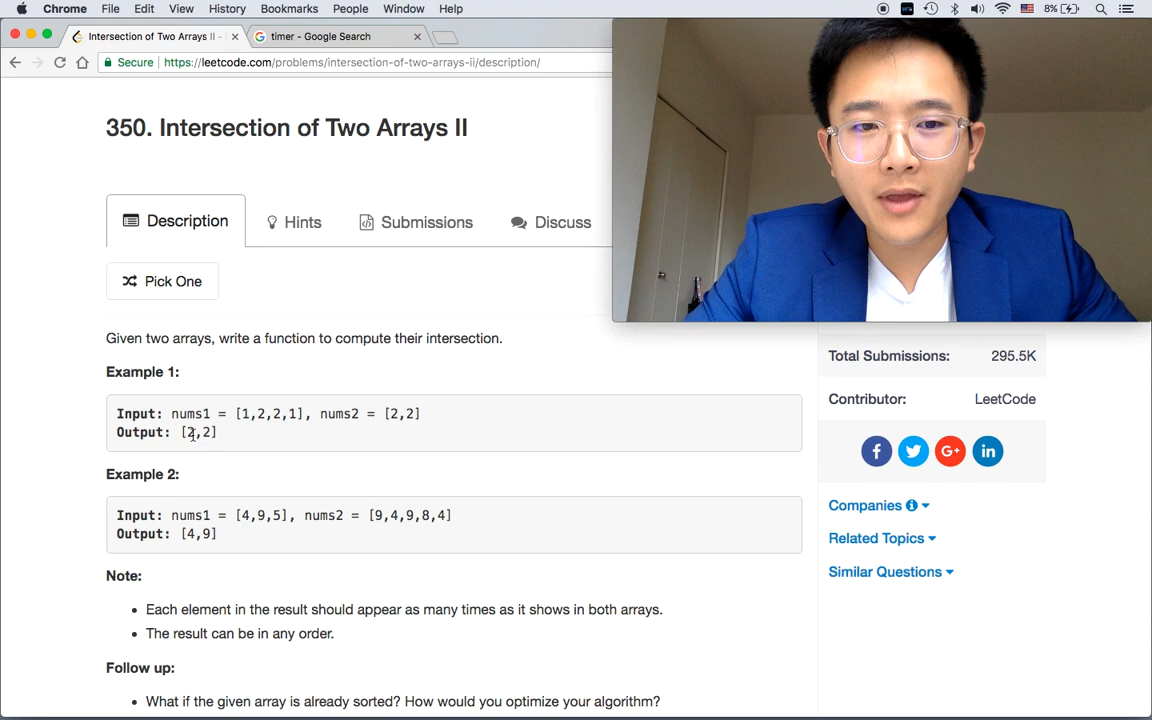 Chrome File Edit View History Bookmarks People Window Help 8%
Intersection of Two Arrays II -
timer - Google Search
Secure https://leetcode.com/problems/intersection-of-two-arrays-ii/description/
350. Intersection of Two Arrays II
Description Hints Submissions Discuss
Pick One
Given two arrays, write a function to compute their intersection.
Example 1:
Input: nums1 = [1,2,2,1], nums2 = [2,2]
Output: [2,2]
Example 2:
Input: nums1 = [4,9,5], nums2 = [9,4,9,8,4]
Output: [4,9]
Note:
• Each element in the result should appear as many times as it shows in both arrays.
• The result can be in any order.
Follow up:
• What if the given array is already sorted? How would you optimize your algorithm?
Total Submissions: 295.5K
Contributor: LeetCode
f G+ in
Companies
Related Topics
Similar Questions